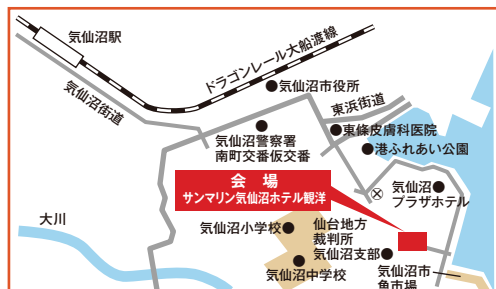 気仙沼駅
ドラゴンレール大船渡線
気仙沼街道
気仙沼市役所
東浜街道
気仙沼警察署
南町交番仮交番
東條皮膚科医院
港ふれあい公園
会場
サンマリン気仙沼ホテル観洋
気仙沼
プラザホテル
大川
気仙沼小学校
仙台地方
裁判所
気仙沼支部
気仙沼中学校
気仙沼市
魚市場